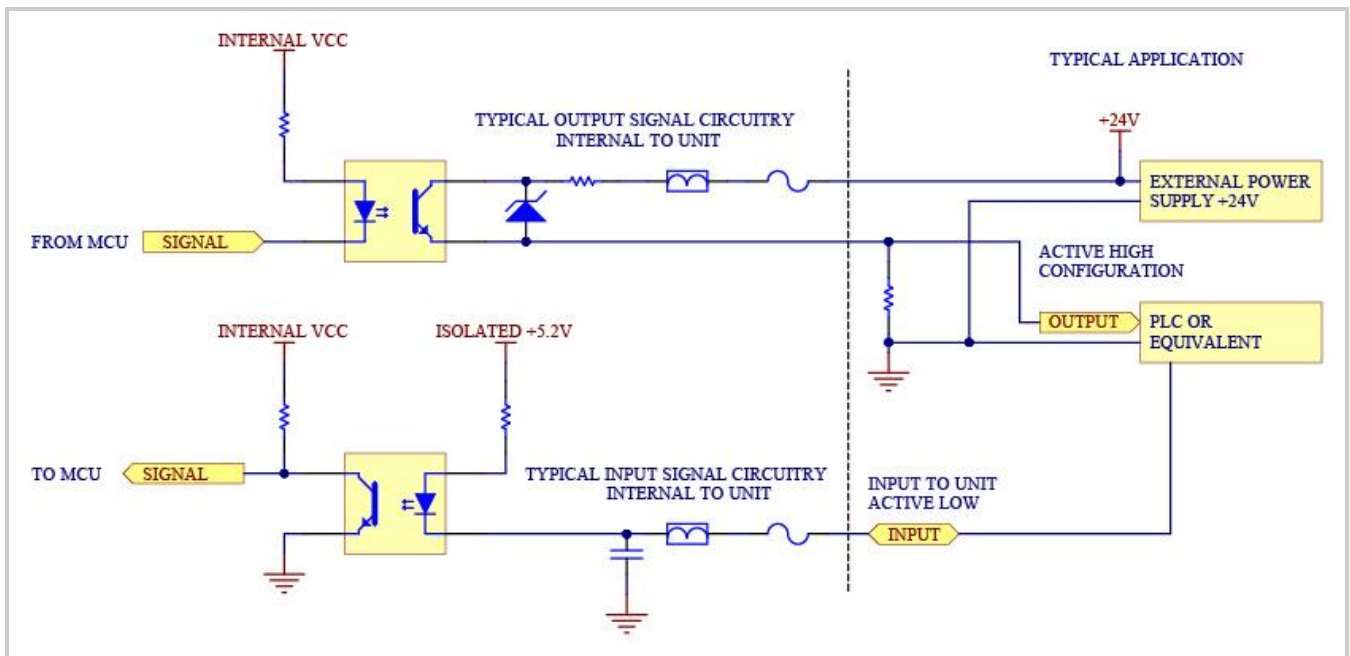 INTERNAL VCC
TYPICAL APPLICATION
TYPICAL OUTPUT SIGNAL CIRCUITRY
INTERNAL TO UNIT
+24V
EXTERNAL POWER
SUPPLY +24V
FROM MCU
SIGNAL
ACTIVE HIGH
CONFIGURATION
OUTPUT
PLC OR
EQUIVALENT
INTERNAL VCC
ISOLATED +5.2V
TO MCU
SIGNAL
TYPICAL INPUT SIGNAL CIRCUITRY
INTERNAL TO UNIT
INPUT TO UNIT
ACTIVE LOW
INPUT